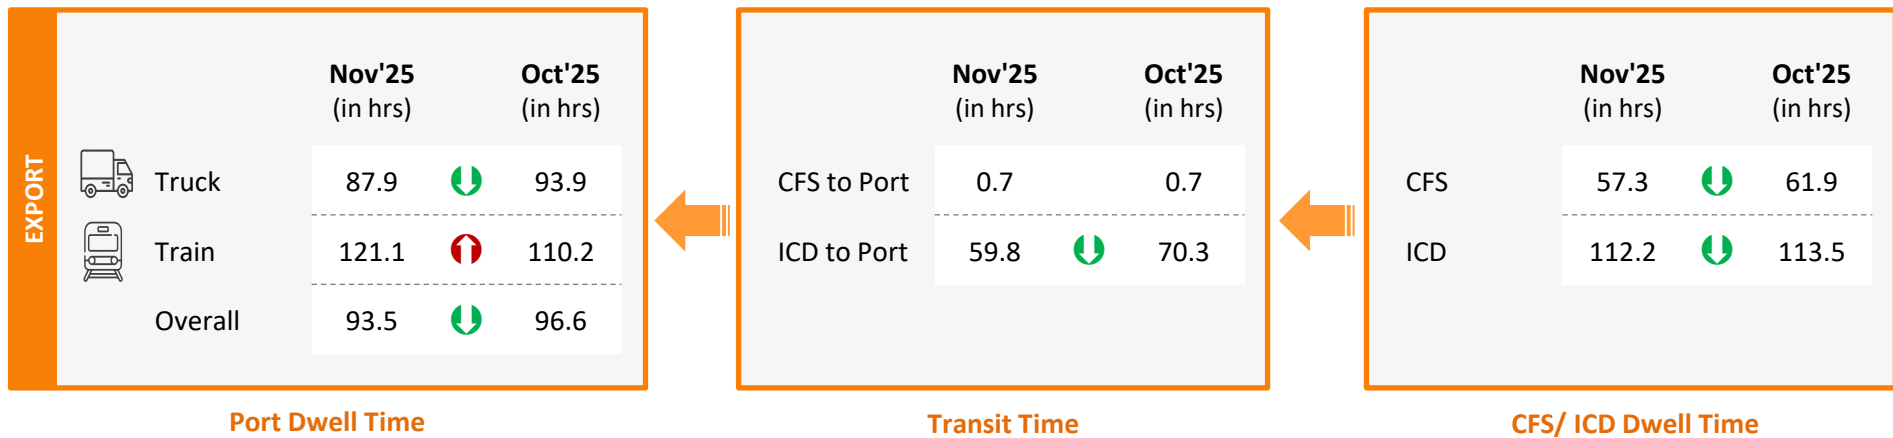 EXPORT
Nov'25 Oct'25
(in hrs) (in hrs)
Truck 87.9 93.9
Train 121.1 110.2
Overall 93.5 96.6
Port Dwell Time
Nov'25 Oct'25
(in hrs) (in hrs)
CFS to Port 0.7 0.7
ICD to Port 59.8 70.3
Transit Time
Nov'25 Oct'25
(in hrs) (in hrs)
CFS 57.3 61.9
ICD 112.2 113.5
CFS/ ICD Dwell Time